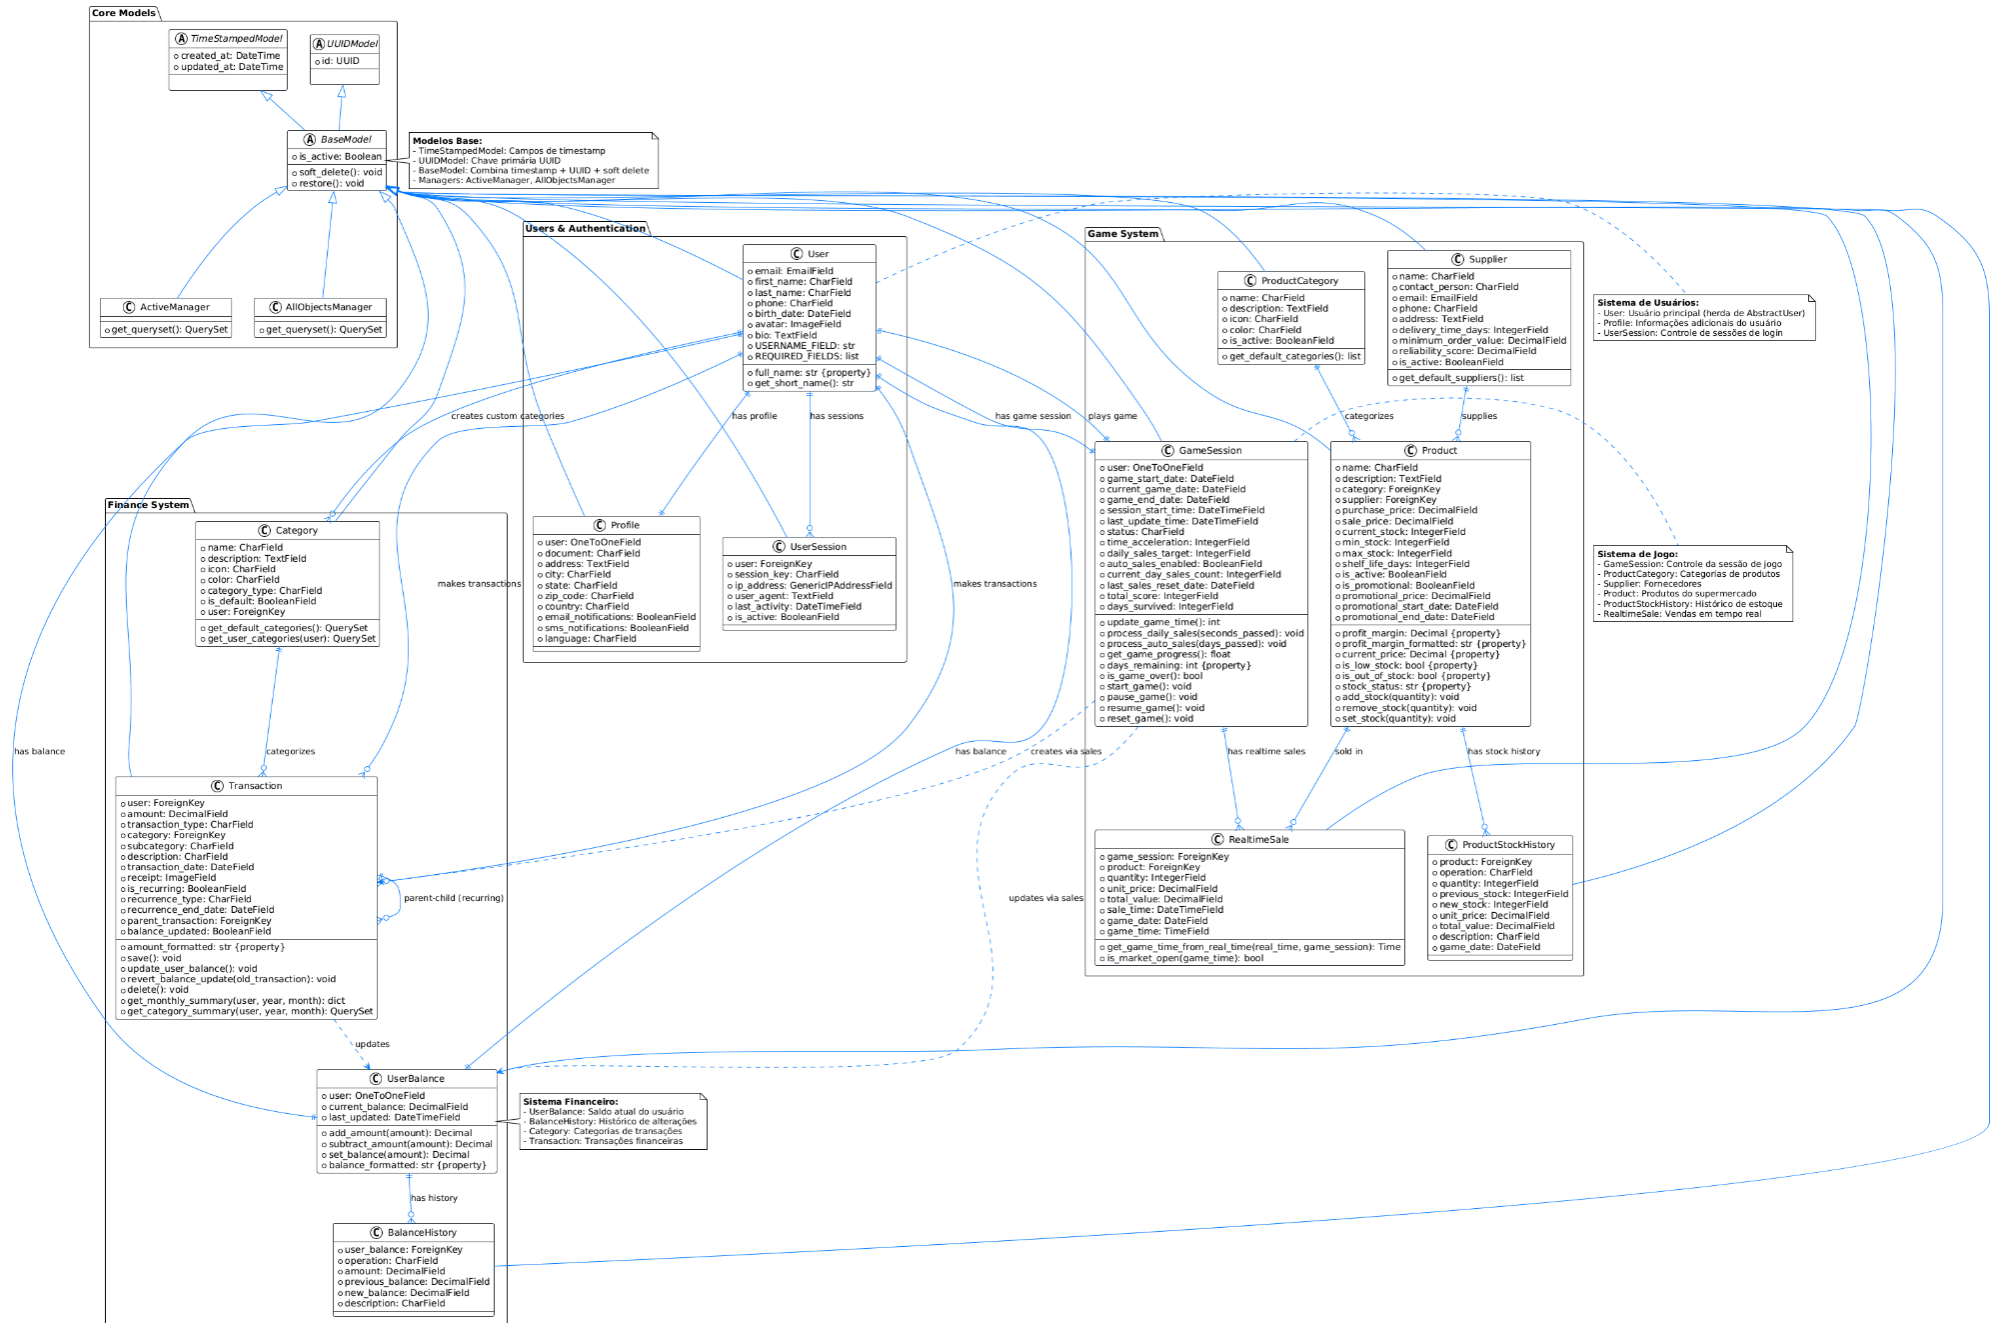 Core Models
TimeStampedModel
created_at: DateTime
updated_at: DateTime
UUIDModel
id: UUID
BaseModel
is_active: Boolean
soft_delete(): void
restore(): void
Modelos Base:
- TimeStampedModel: Campos de timestamp
- UUIDModel: Chave primária UUID
- BaseModel: Combina timestamp + UUID + soft delete
- Managers: ActiveManager, AllObjectsManager
ActiveManager
get_queryset(): QuerySet
AllObjectsManager
get_queryset(): QuerySet
Users & Authentication
User
email: EmailField
first_name: CharField
last_name: CharField
phone: CharField
birth_date: DateField
avatar: ImageField
bio: TextField
USERNAME_FIELD: str
REQUIRED_FIELDS: list
full_name: str {property}
get_short_name(): str
Game System
ProductCategory
name: CharField
description: TextField
icon: CharField
color: CharField
is_active: BooleanField
get_default_categories(): list
Supplier
name: CharField
contact_person: CharField
email: EmailField
phone: CharField
address: TextField
delivery_time_days: IntegerField
minimum_order_value: DecimalField
reliability_score: DecimalField
is_active: BooleanField
get_default_suppliers(): list
Sistema de Usuários:
- User: Usuário principal (herda de AbstractUser)
- Profile: Informações adicionais do usuário
- UserSession: Controle de sessões de login
creates custom categories
has profile
has sessions
has game session
plays game
categorizes
supplies
GameSession
user: OneToOneField
game_start_date: DateField
current_game_date: DateField
game_end_date: DateField
session_start_time: DateTimeField
last_update_time: DateTimeField
status: CharField
time_acceleration: IntegerField
daily_sales_target: IntegerField
auto_sales_enabled: BooleanField
current_day_sales_count: IntegerField
last_sales_reset_date: DateField
total_score: IntegerField
days_survived: IntegerField
update_game_time(): int
process_daily_sales(seconds_passed): void
process_auto_sales(days_passed): void
get_game_progress(): float
days_remaining: int {property}
is_game_over(): bool
start_game(): void
pause_game(): void
resume_game(): void
reset_game(): void
Product
name: CharField
description: TextField
category: ForeignKey
supplier: ForeignKey
purchase_price: DecimalField
sale_price: DecimalField
current_stock: IntegerField
min_stock: IntegerField
max_stock: IntegerField
shelf_life_days: IntegerField
is_active: BooleanField
is_promotional: BooleanField
promotional_price: DecimalField
promotional_start_date: DateField
promotional_end_date: DateField
profit_margin: Decimal {property}
profit_margin_formatted: str {property}
current_price: Decimal {property}
is_low_stock: bool {property}
is_out_of_stock: bool {property}
stock_status: str {property}
add_stock(quantity): void
remove_stock(quantity): void
set_stock(quantity): void
Sistema de Jogo:
- GameSession: Controle da sessão de jogo
- ProductCategory: Categorias de produtos
- Supplier: Fornecedores
- Product: Produtos do supermercado
- ProductStockHistory: Histórico de estoque
- RealtimeSale: Vendas em tempo real
Finance System
Category
name: CharField
description: TextField
icon: CharField
color: CharField
category_type: CharField
is_default: BooleanField
user: ForeignKey
get_default_categories(): QuerySet
get_user_categories(user): QuerySet
Profile
user: OneToOneField
document: CharField
address: TextField
city: CharField
state: CharField
zip_code: CharField
country: CharField
email_notifications: BooleanField
sms_notifications: BooleanField
language: CharField
UserSession
user: ForeignKey
session_key: CharField
ip_address: GenericIPAddressField
user_agent: TextField
last_activity: DateTimeField
is_active: BooleanField
makes transactions
makes transactions
has balance
categorizes
has balance
creates via sales
has realtime sales
sold in
has stock history
Transaction
user: ForeignKey
amount: DecimalField
transaction_type: CharField
category: ForeignKey
subcategory: CharField
description: CharField
transaction_date: DateField
receipt: ImageField
is_recurring: BooleanField
recurrence_type: CharField
recurrence_end_date: DateField
parent_transaction: ForeignKey
balance_updated: BooleanField
amount_formatted: str {property}
save(): void
update_user_balance(): void
revert_balance_update(old_transaction): void
delete(): void
get_monthly_summary(user, year, month): dict
get_category_summary(user, year, month): QuerySet
parent-child (recurring)
updates via sales
RealtimeSale
game_session: ForeignKey
product: ForeignKey
quantity: IntegerField
unit_price: DecimalField
total_value: DecimalField
sale_time: DateTimeField
game_date: DateField
game_time: TimeField
get_game_time_from_real_time(real_time, game_session): Time
is_market_open(game_time): bool
ProductStockHistory
product: ForeignKey
operation: CharField
quantity: IntegerField
previous_stock: IntegerField
new_stock: IntegerField
unit_price: DecimalField
total_value: DecimalField
description: CharField
game_date: DateField
updates
UserBalance
user: OneToOneField
current_balance: DecimalField
last_updated: DateTimeField
add_amount(amount): Decimal
subtract_amount(amount): Decimal
set_balance(amount): Decimal
balance_formatted: str {property}
Sistema Financeiro:
- UserBalance: Saldo atual do usuário
- BalanceHistory: Histórico de alterações
- Category: Categorias de transações
- Transaction: Transações financeiras
has history
BalanceHistory
user_balance: ForeignKey
operation: CharField
amount: DecimalField
previous_balance: DecimalField
new_balance: DecimalField
description: CharField